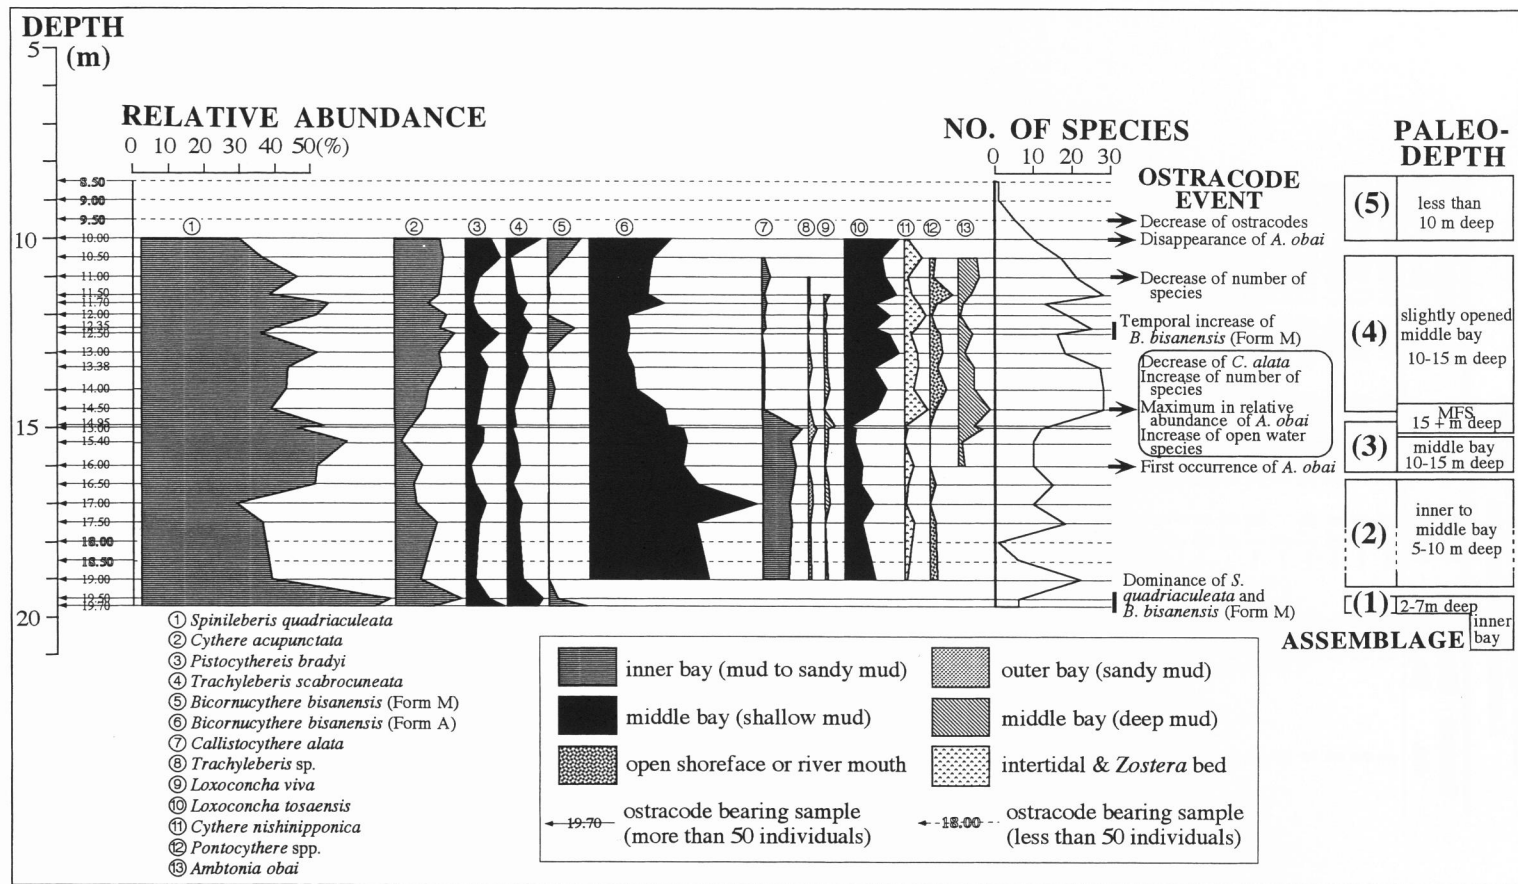 DEPTH
(m)
5
10
15
20
RELATIVE ABUNDANCE
0 10 20 30 40 50(%)
NO. OF SPECIES
0 10 20 30
PALEO-
DEPTH
8.50
9.00
9.50
10.00
10.50
11.00
11.50
11.70
12.00
12.35
12.50
13.00
13.38
14.00
14.50
14.95
15.00
15.40
16.00
16.50
17.00
17.50
18.00
18.50
19.00
19.50
19.70
① ② ③ ④ ⑤ ⑥ ⑦ ⑧ ⑨ ⑩ ⑪ ⑫ ⑬
OSTRACODE
EVENT
Decrease of ostracodes
Disappearance of A. obai
Decrease of number of
species
Temporal increase of
B. bisanensis (Form M)
Decrease of C. alata
Increase of number of
species
Maximum in relative
abundance of A. obai
Increase of open water
species
First occurrence of A. obai
Dominance of S.
quadriaculeata and
B. bisanensis (Form M)
(5)
less than
10 m deep
(4)
slightly opened
middle bay
10-15 m deep
MFS
15 + m deep
(3)
middle bay
10-15 m deep
(2)
inner to
middle bay
5-10 m deep
(1)
2-7m deep
inner
bay
ASSEMBLAGE
① Spinileberis quadriaculeata
② Cythere acupunctata
③ Pistocythereis bradyi
④ Trachyleberis scabrocuneata
⑤ Bicornucythere bisanensis (Form M)
⑥ Bicornucythere bisanensis (Form A)
⑦ Callistocythere alata
⑧ Trachyleberis sp.
⑨ Loxoconcha viva
⑩ Loxoconcha tosaensis
⑪ Cythere nishinipponica
⑫ Pontocythere spp.
⑬ Ambtonia obai
inner bay (mud to sandy mud)
middle bay (shallow mud)
open shoreface or river mouth
19.70 ostracode bearing sample
(more than 50 individuals)
outer bay (sandy mud)
middle bay (deep mud)
intertidal & Zostera bed
18.00 ostracode bearing sample
(less than 50 individuals)